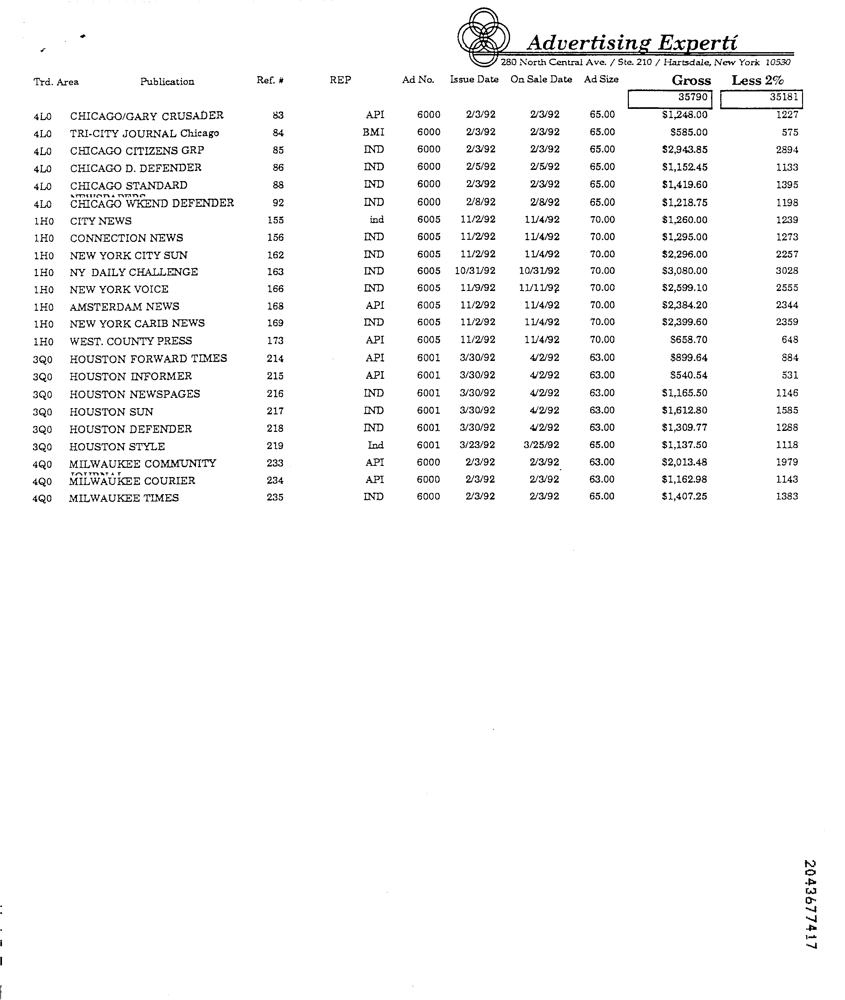 Advertising Expertí
280 North Central Ave. / Ste. 210 / Hartsdale, New York 10530
Trd. Area Publication Ref. # REP Ad No. Issue Date On Sale Date Ad Size Gross Less 2%
35790 35181
4L0 CHICAGO/GARY CRUSADER 83 API 6000 2/3/92 2/3/92 65.00 $1,248.00 1227
4L0 TRI-CITY JOURNAL Chicago 84 BMI 6000 2/3/92 2/3/92 65.00 $585.00 575
4L0 CHICAGO CITIZENS GRP 85 IND 6000 2/3/92 2/3/92 65.00 $2,943.85 2894
4L0 CHICAGO D. DEFENDER 86 IND 6000 2/5/92 2/5/92 65.00 $1,152.45 1133
4L0 CHICAGO STANDARD 88 IND 6000 2/3/92 2/3/92 65.00 $1,419.60 1395
4L0 CHICAGO WKEND DEFENDER 92 IND 6000 2/8/92 2/8/92 65.00 $1,218.75 1198
1H0 CITY NEWS 155 ind 6005 11/2/92 11/4/92 70.00 $1,260.00 1239
1H0 CONNECTION NEWS 156 IND 6005 11/2/92 11/4/92 70.00 $1,295.00 1273
1H0 NEW YORK CITY SUN 162 IND 6005 11/2/92 11/4/92 70.00 $2,296.00 2257
1H0 NY DAILY CHALLENGE 163 IND 6005 10/31/92 10/31/92 70.00 $3,080.00 3028
1H0 NEW YORK VOICE 166 IND 6005 11/9/92 11/11/92 70.00 $2,599.10 2555
1H0 AMSTERDAM NEWS 168 API 6005 11/2/92 11/4/92 70.00 $2,384.20 2344
1H0 NEW YORK CARIB NEWS 169 IND 6005 11/2/92 11/4/92 70.00 $2,399.60 2359
1H0 WEST. COUNTY PRESS 173 API 6005 11/2/92 11/4/92 70.00 $658.70 648
3Q0 HOUSTON FORWARD TIMES 214 API 6001 3/30/92 4/2/92 63.00 $899.64 884
3Q0 HOUSTON INFORMER 215 API 6001 3/30/92 4/2/92 63.00 $540.54 531
3Q0 HOUSTON NEWSPAGES 216 IND 6001 3/30/92 4/2/92 63.00 $1,165.50 1146
3Q0 HOUSTON SUN 217 IND 6001 3/30/92 4/2/92 63.00 $1,612.80 1585
3Q0 HOUSTON DEFENDER 218 IND 6001 3/30/92 4/2/92 63.00 $1,309.77 1288
3Q0 HOUSTON STYLE 219 Ind 6001 3/23/92 3/25/92 65.00 $1,137.50 1118
4Q0 MILWAUKEE COMMUNITY 233 API 6000 2/3/92 2/3/92 63.00 $2,013.48 1979
4Q0 MILWAUKEE COURIER 234 API 6000 2/3/92 2/3/92 63.00 $1,162.98 1143
4Q0 MILWAUKEE TIMES 235 IND 6000 2/3/92 2/3/92 65.00 $1,407.25 1383
2043677417